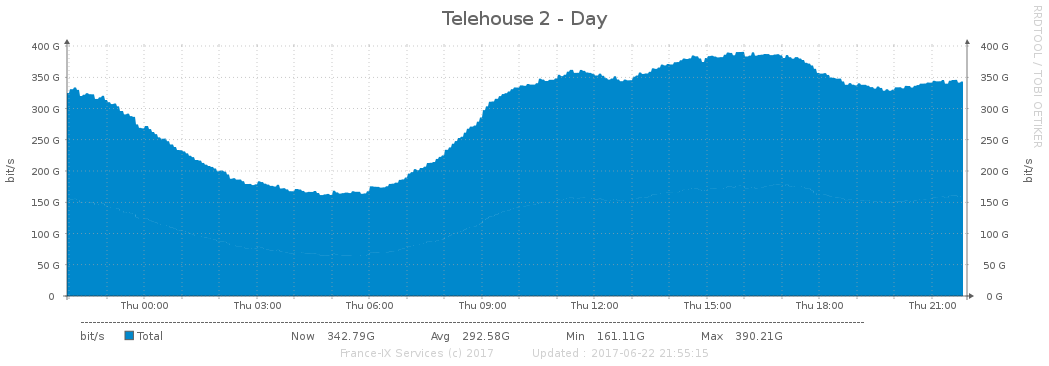 Telehouse 2 - Day
RRDTOOL / TOBI OETIKER
bit/s
bit/s
400 G 400 G
350 G 350 G
300 G 300 G
250 G 250 G
200 G 200 G
150 G 150 G
100 G 100 G
50 G 50 G
0 0 G
Thu 00:00 Thu 03:00 Thu 06:00 Thu 09:00 Thu 12:00 Thu 15:00 Thu 18:00 Thu 21:00
bit/s Total Now 342.79G Avg 292.58G Min 161.11G Max 390.21G
France-IX Services (c) 2017 Updated : 2017-06-22 21:55:15